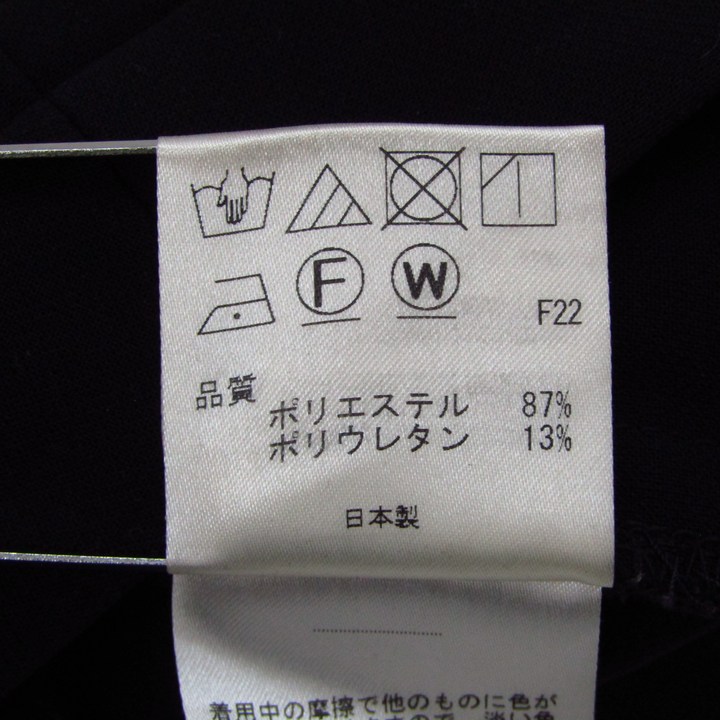 F W
F22
品質
ポリエステル 87%
ポリウレタン 13%
日本製
着用中の摩擦で他のものに色が